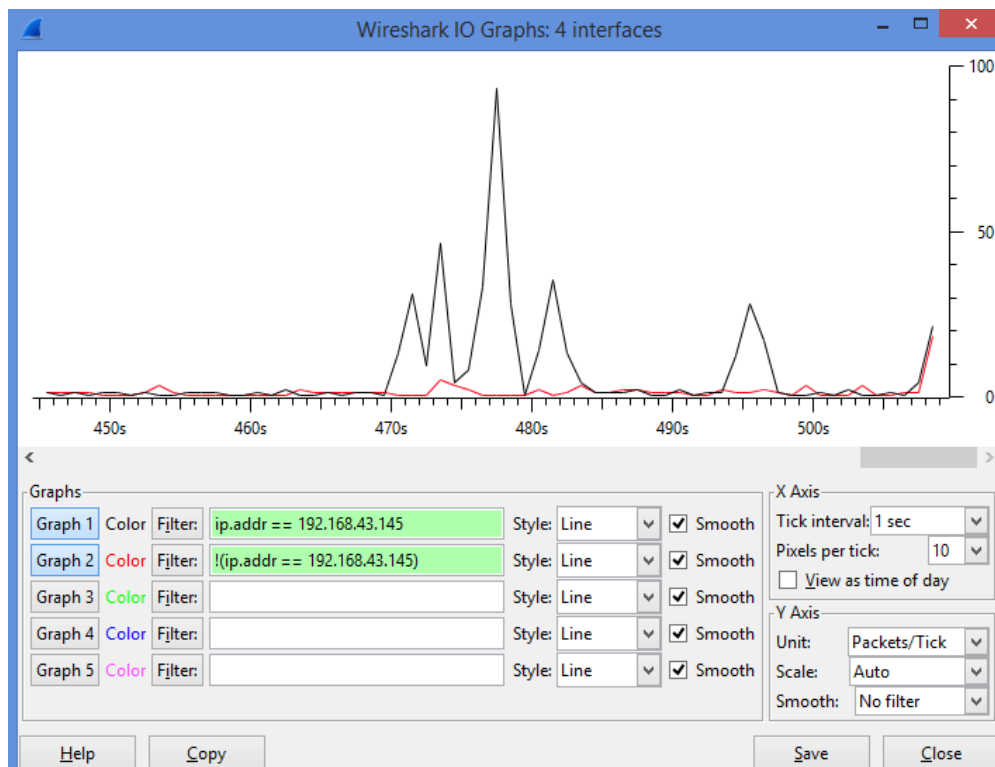 Wireshark IO Graphs: 4 interfaces
100
50
0
450s 460s 470s 480s 490s 500s
Graphs
Graph 1 Color Filter: ip.addr == 192.168.43.145 Style: Line Smooth
Graph 2 Color Filter: !(ip.addr == 192.168.43.145) Style: Line Smooth
Graph 3 Color Filter: Style: Line Smooth
Graph 4 Color Filter: Style: Line Smooth
Graph 5 Color Filter: Style: Line Smooth
X Axis
Tick interval: 1 sec
Pixels per tick: 10
View as time of day
Y Axis
Unit: Packets/Tick
Scale: Auto
Smooth: No filter
Help Copy Save Close